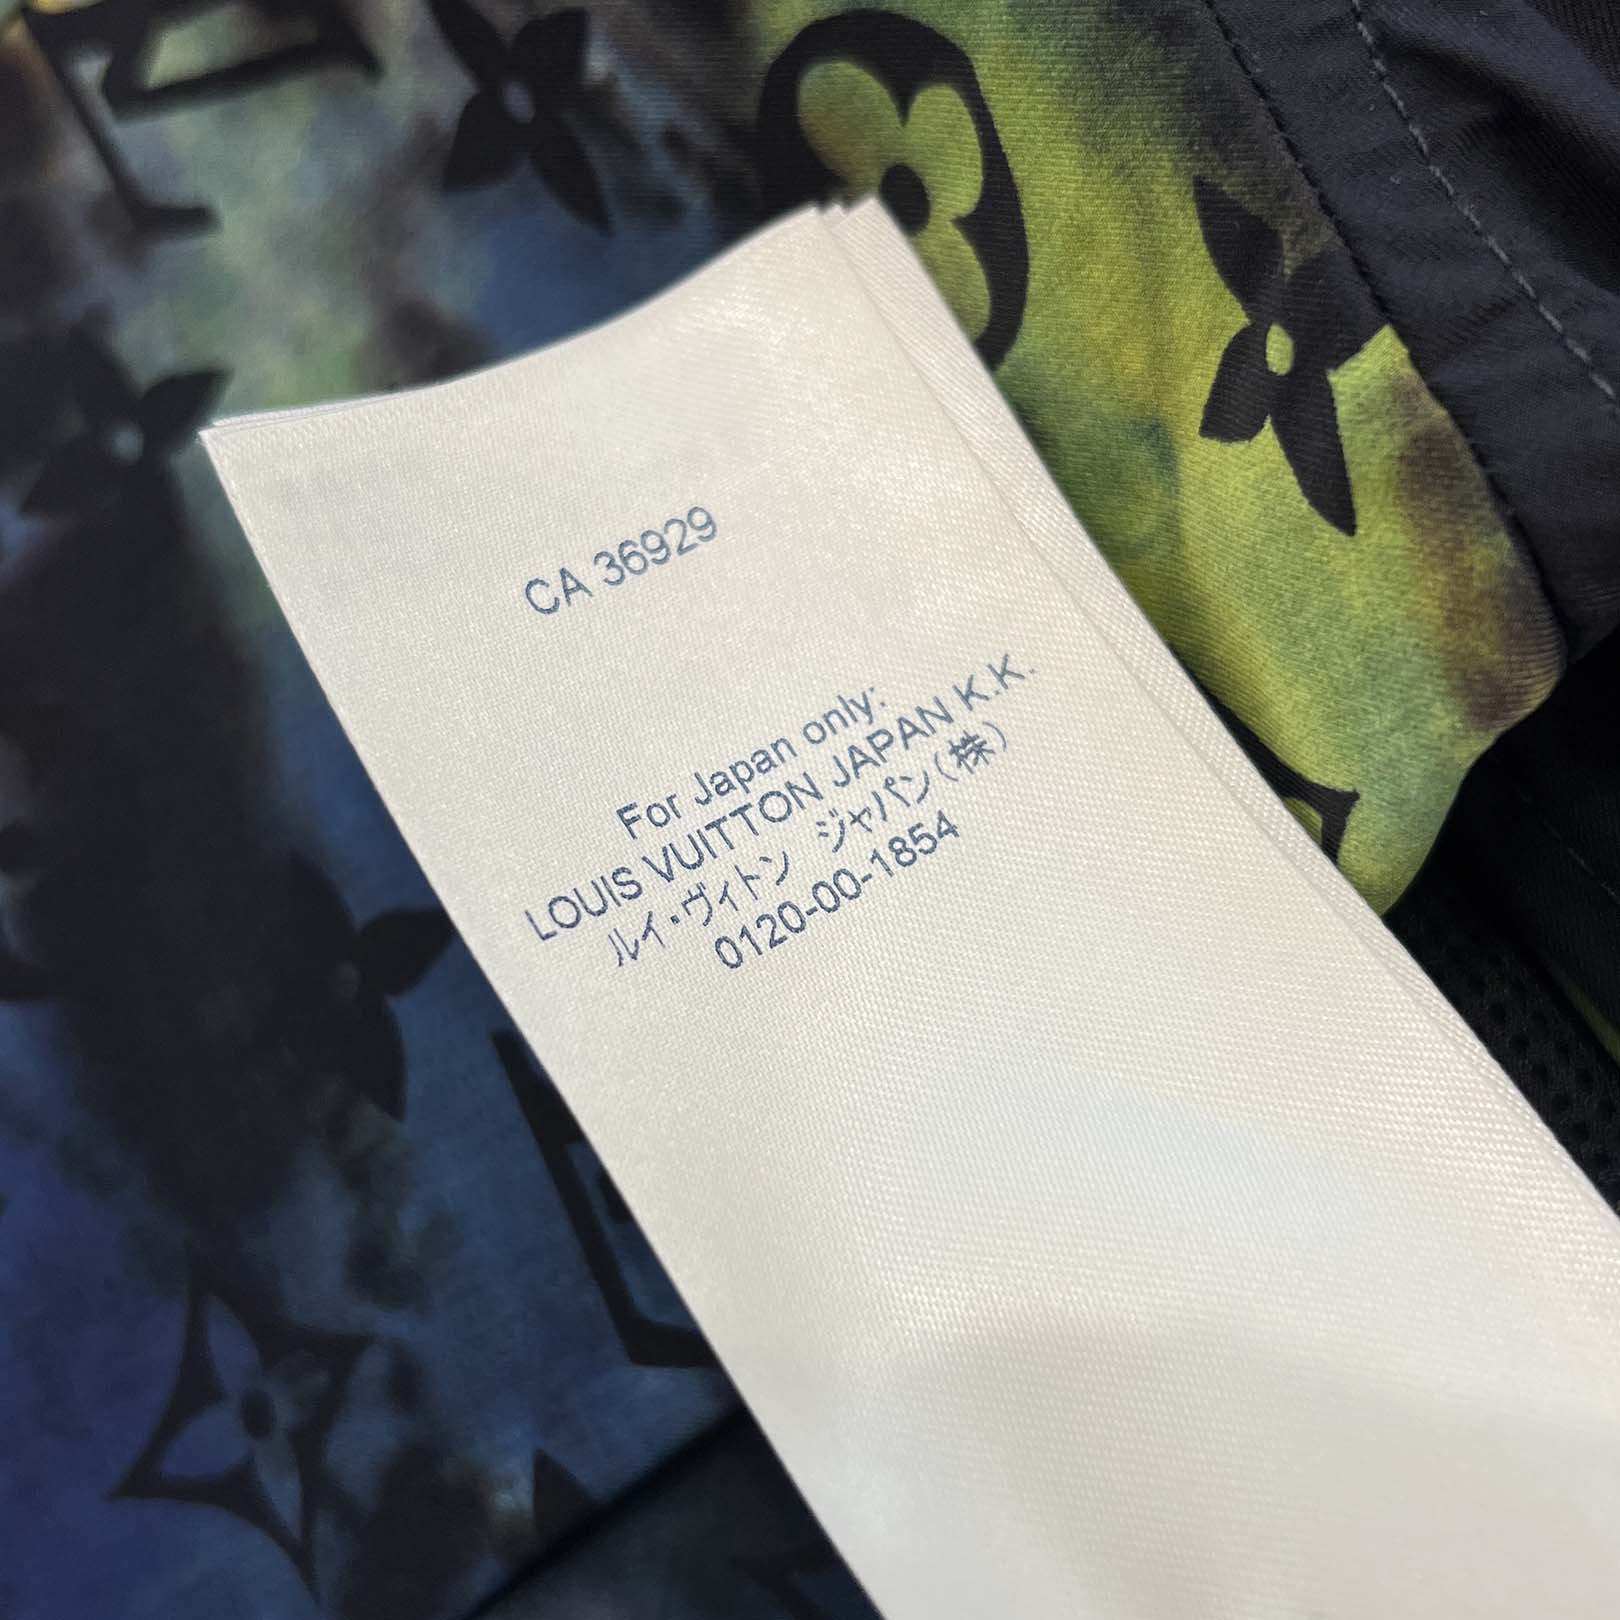 CA 36929
For Japan only:
LOUIS VUITTON JAPAN K.K.
ルイ・ヴィトン ジャパン(株)
0120-00-1854